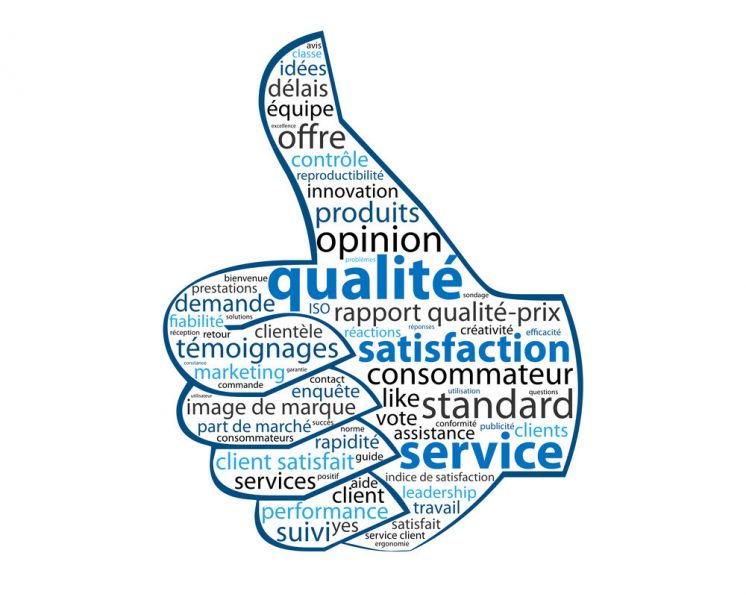 avis
classe
idées
délais
équipe
excellence
offre
contrôle
reproductibilité
innovation
produits
opinion
problèmes
qualité
bienvenue
prestations
sondage
demande
ISO
rapport qualité-prix
fiabilité
solutions
réception
retour
clientèle
réactions
réponses
créativité
efficacité
témoignages
satisfaction
constance
marketing
garantie
consommateur
commande
contact
enquête
like
utilisation
questions
utilisateur
image de marque
vote
standard
part de marché
succès
conformité
publicité
clients
consommateurs
norme
assistance
rapidité
service
client satisfait
guide
services
positif
aide
indice de satisfaction
client
leadership
performance
travail
suivi
yes
satisfait
service client
ergonomie